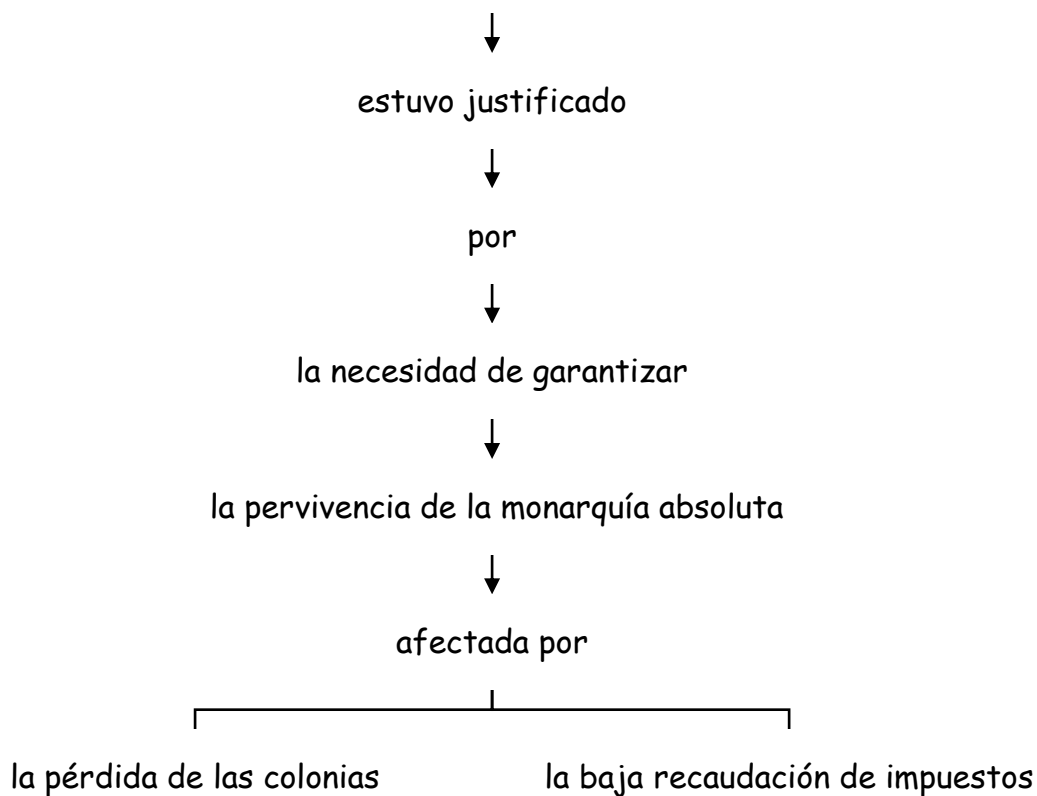 estuvo justificado
por
la necesidad de garantizar
la pervivencia de la monarquía absoluta
afectada por
la pérdida de las colonias
la baja recaudación de impuestos